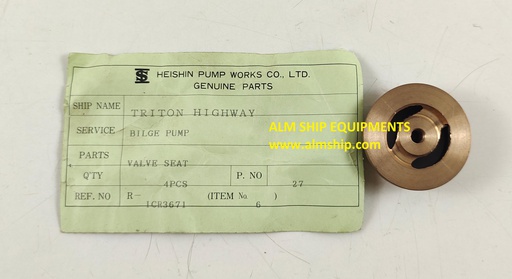 HEISHIN PUMP WORKS CO., LTD.
GENUINE PARTS
SHIP NAME TRITON HIGHWAY
SERVICE BILGE PUMP
PARTS VALVE SEAT
QTY 4PCS P. NO 27
REF. NO R-1CR3671 (ITEM No. 6
ALM SHIP EQUIPMENTS
www.almship.com